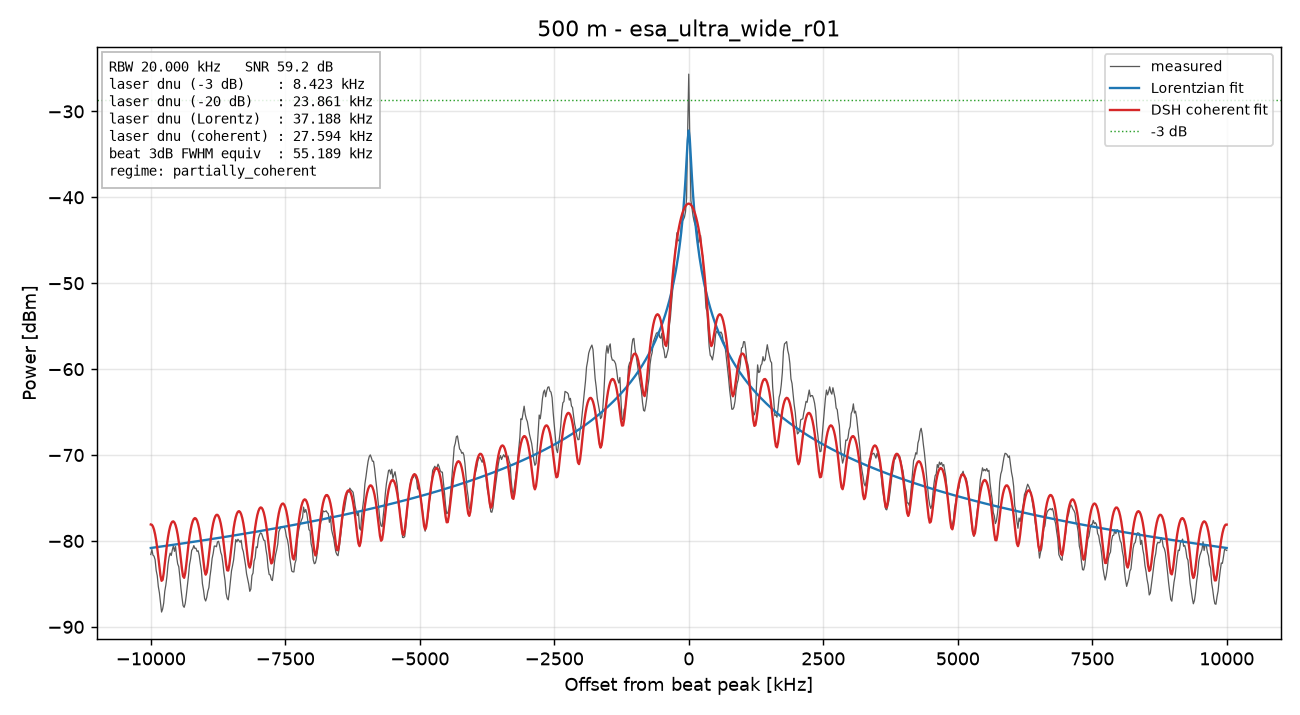 500 m - esa_ultra_wide_r01
RBW 20.000 kHz   SNR 59.2 dB
laser dnu (-3 dB)    : 8.423 kHz
laser dnu (-20 dB)   : 23.861 kHz
laser dnu (Lorentz)  : 37.188 kHz
laser dnu (coherent) : 27.594 kHz
beat 3dB FWHM equiv  : 55.189 kHz
regime: partially_coherent
measured
Lorentzian fit
DSH coherent fit
-3 dB
Power [dBm]
−30
−40
−50
−60
−70
−80
−90
−10000
−7500
−5000
−2500
0
2500
5000
7500
10000
Offset from beat peak [kHz]